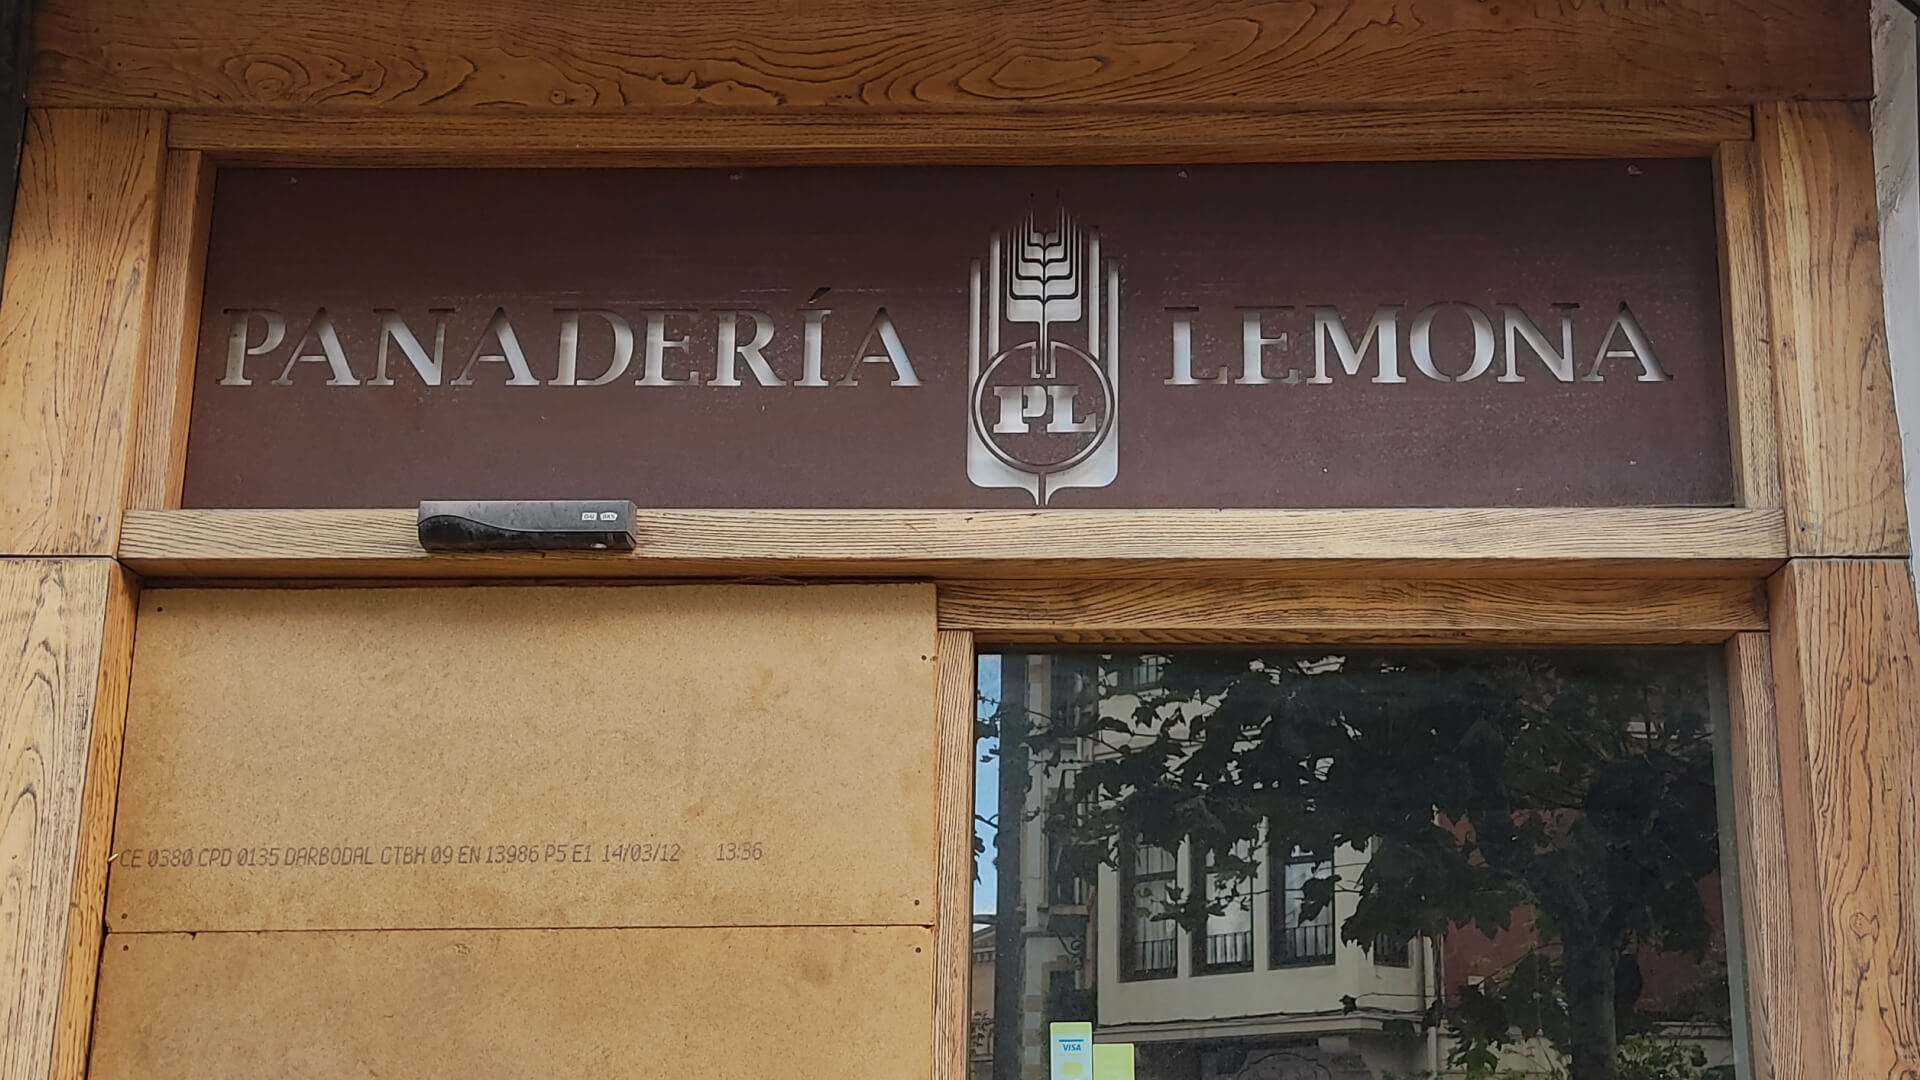 PANADERÍA PL LEMONA
CE 0380 CPD 0135 DARBODAL CTBH 09 EN 13986 P5 E1 14/03/12 13:36
VISA